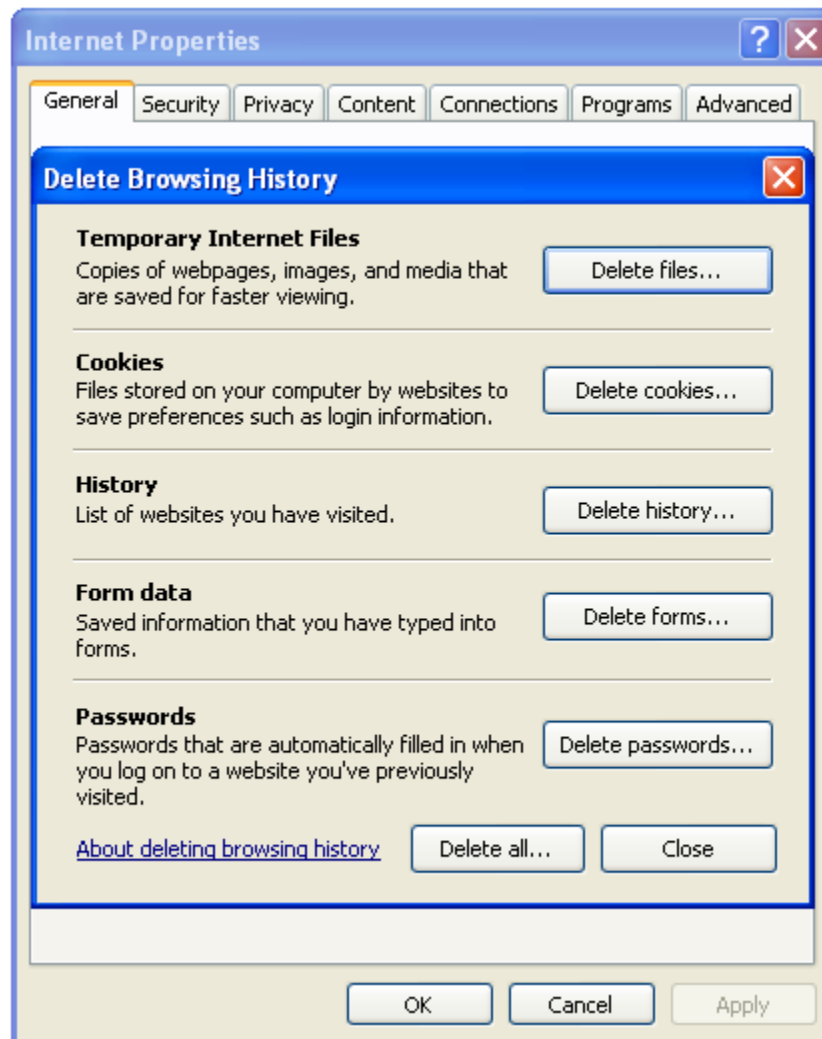 Internet Properties
?
General Security Privacy Content Connections Programs Advanced
Delete Browsing History
Temporary Internet Files
Copies of webpages, images, and media that
are saved for faster viewing.
Delete files...
Cookies
Files stored on your computer by websites to
save preferences such as login information.
Delete cookies...
History
List of websites you have visited.
Delete history...
Form data
Saved information that you have typed into
forms.
Delete forms...
Passwords
Passwords that are automatically filled in when
you log on to a website you've previously
visited.
Delete passwords...
About deleting browsing history Delete all... Close
OK Cancel Apply